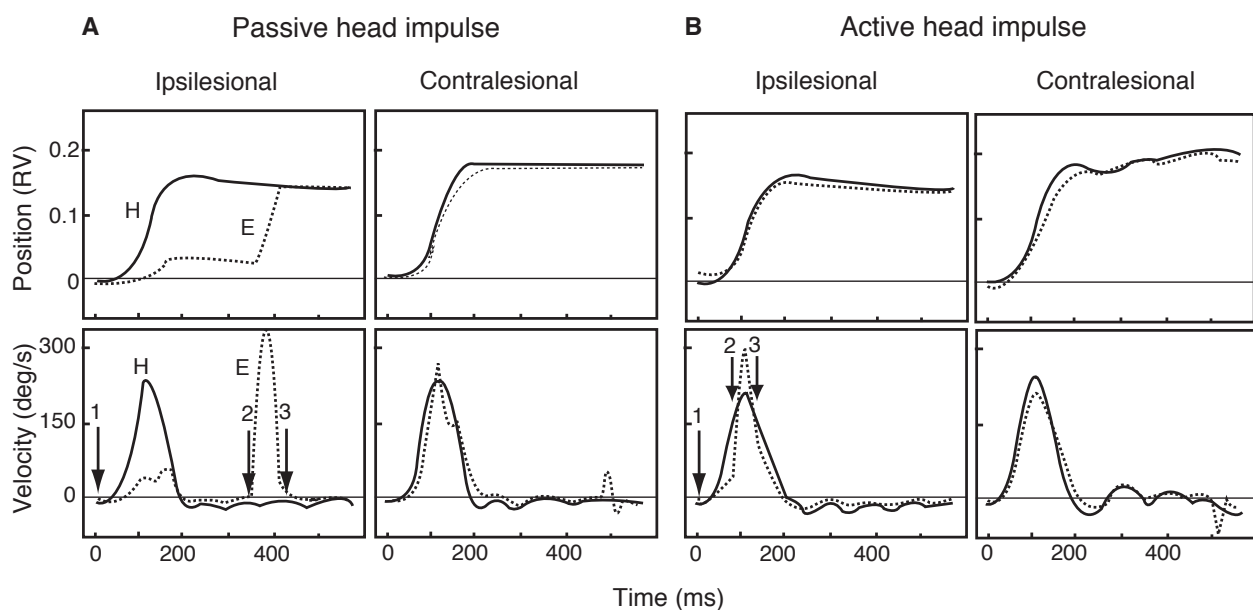 A Passive head impulse
B Active head impulse
Ipsilesional
Contralesional
Ipsilesional
Contralesional
Position (RV)
0.2
0.1
0
H
E
Velocity (deg/s)
300
150
0
H
E
1
2
3
2
3
1
0 200 400
0 200 400
0 200 400
0 200 400
Time (ms)